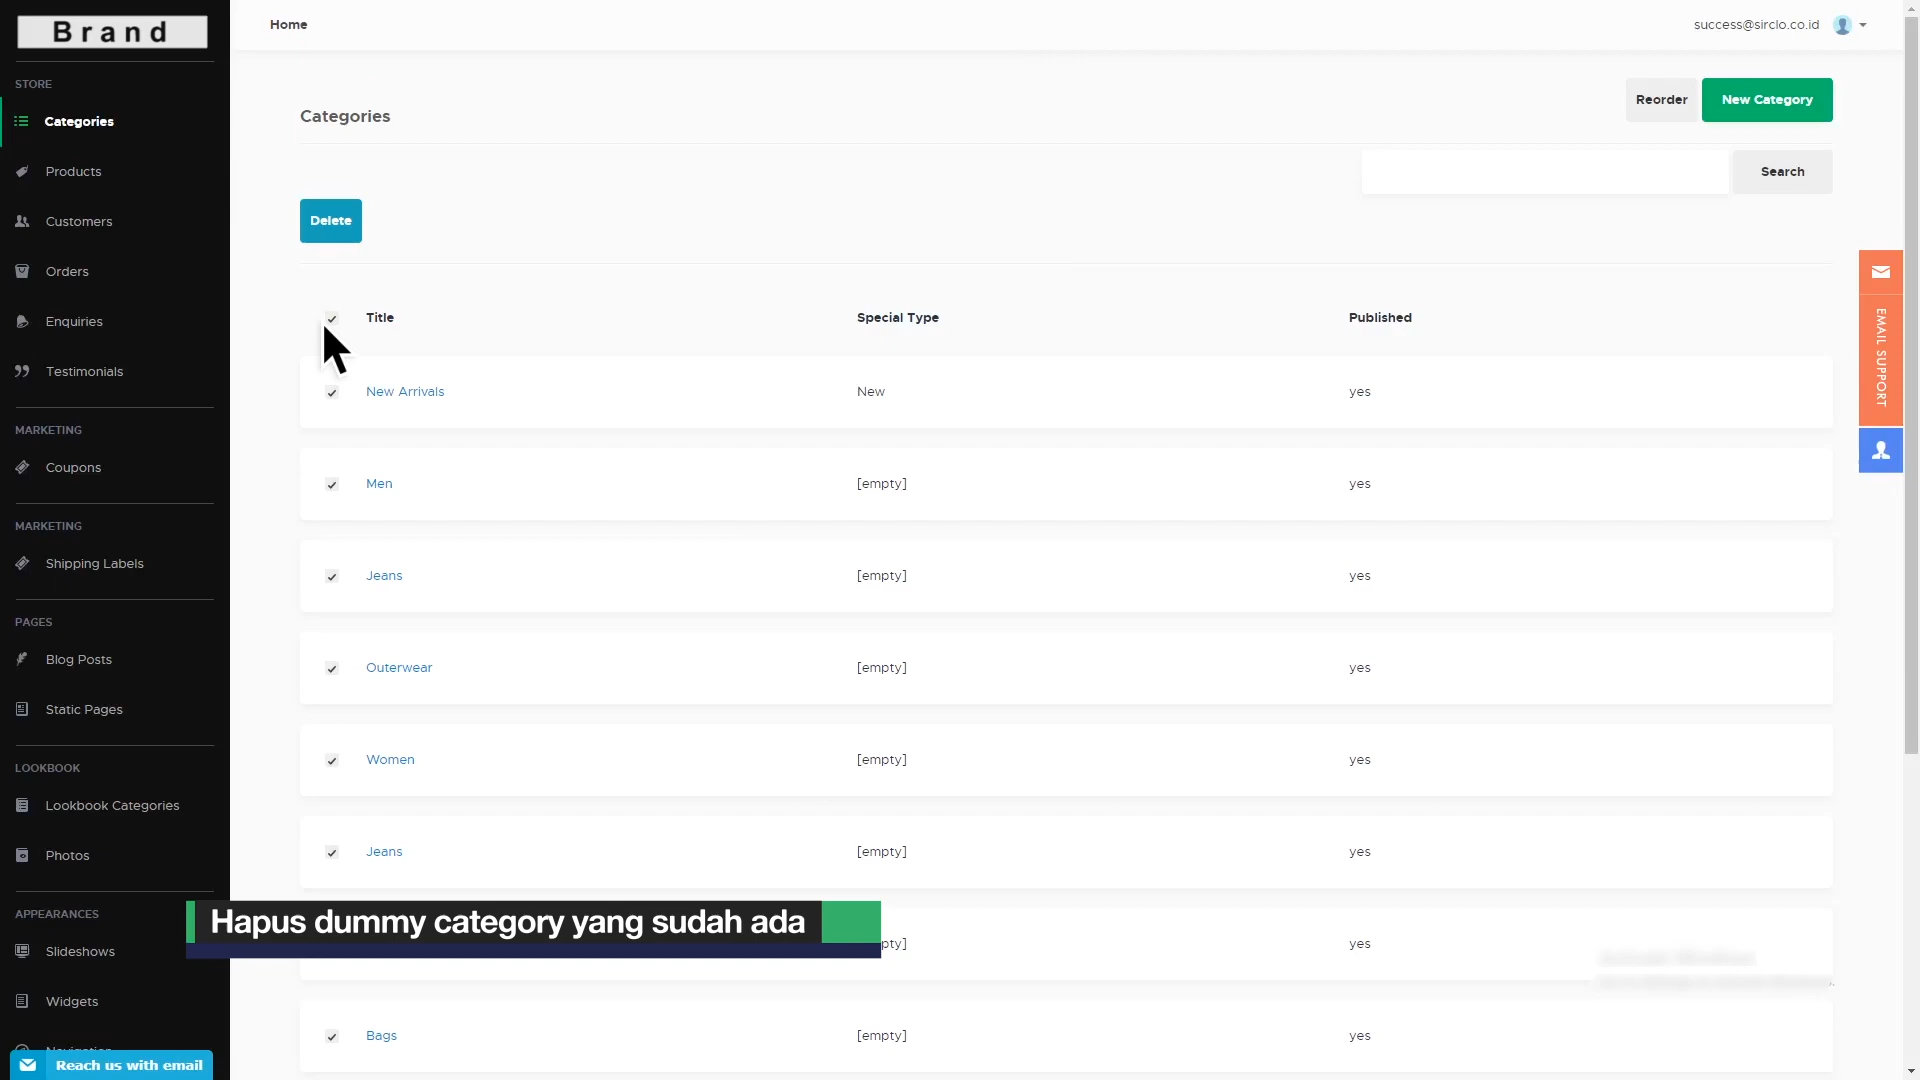 Brand
Home
success@sirclo.co.id
STORE
Categories
Products
Customers
Orders
Enquiries
Testimonials
MARKETING
Coupons
MARKETING
Shipping Labels
PAGES
Blog Posts
Static Pages
LOOKBOOK
Lookbook Categories
Photos
APPEARANCES
Slideshows
Widgets
Reach us with email
Categories
Reorder
New Category
Search
Delete
Title Special Type Published
New Arrivals New yes
Men [empty] yes
Jeans [empty] yes
Outerwear [empty] yes
Women [empty] yes
Jeans [empty] yes
pty] yes
Bags [empty] yes
Hapus dummy category yang sudah ada
EMAIL SUPPORT